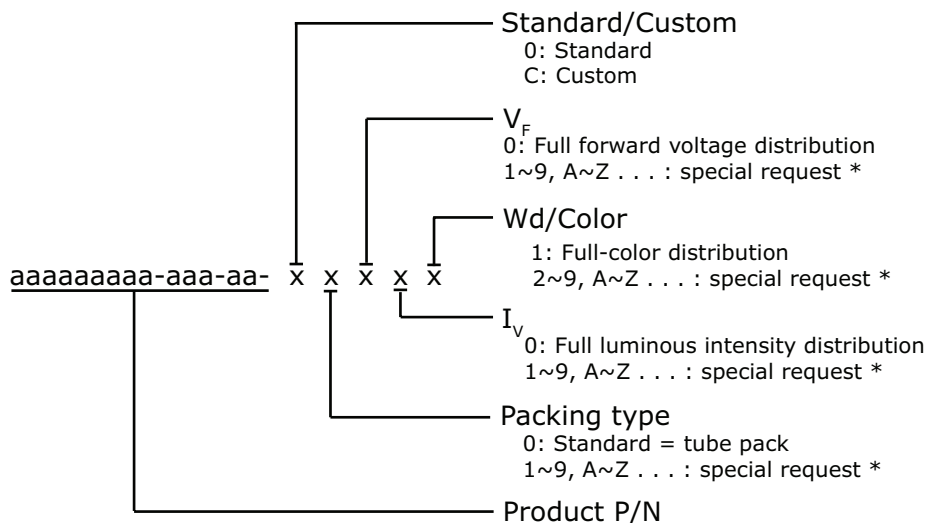 Standard/Custom
0: Standard
C: Custom
VF
0: Full forward voltage distribution
1~9, A~Z . . . : special request *
Wd/Color
1: Full-color distribution
2~9, A~Z . . . : special request *
aaaaaaaaa-aaa-aa- x x x x x
IV
0: Full luminous intensity distribution
1~9, A~Z . . . : special request *
Packing type
0: Standard = tube pack
1~9, A~Z . . . : special request *
Product P/N